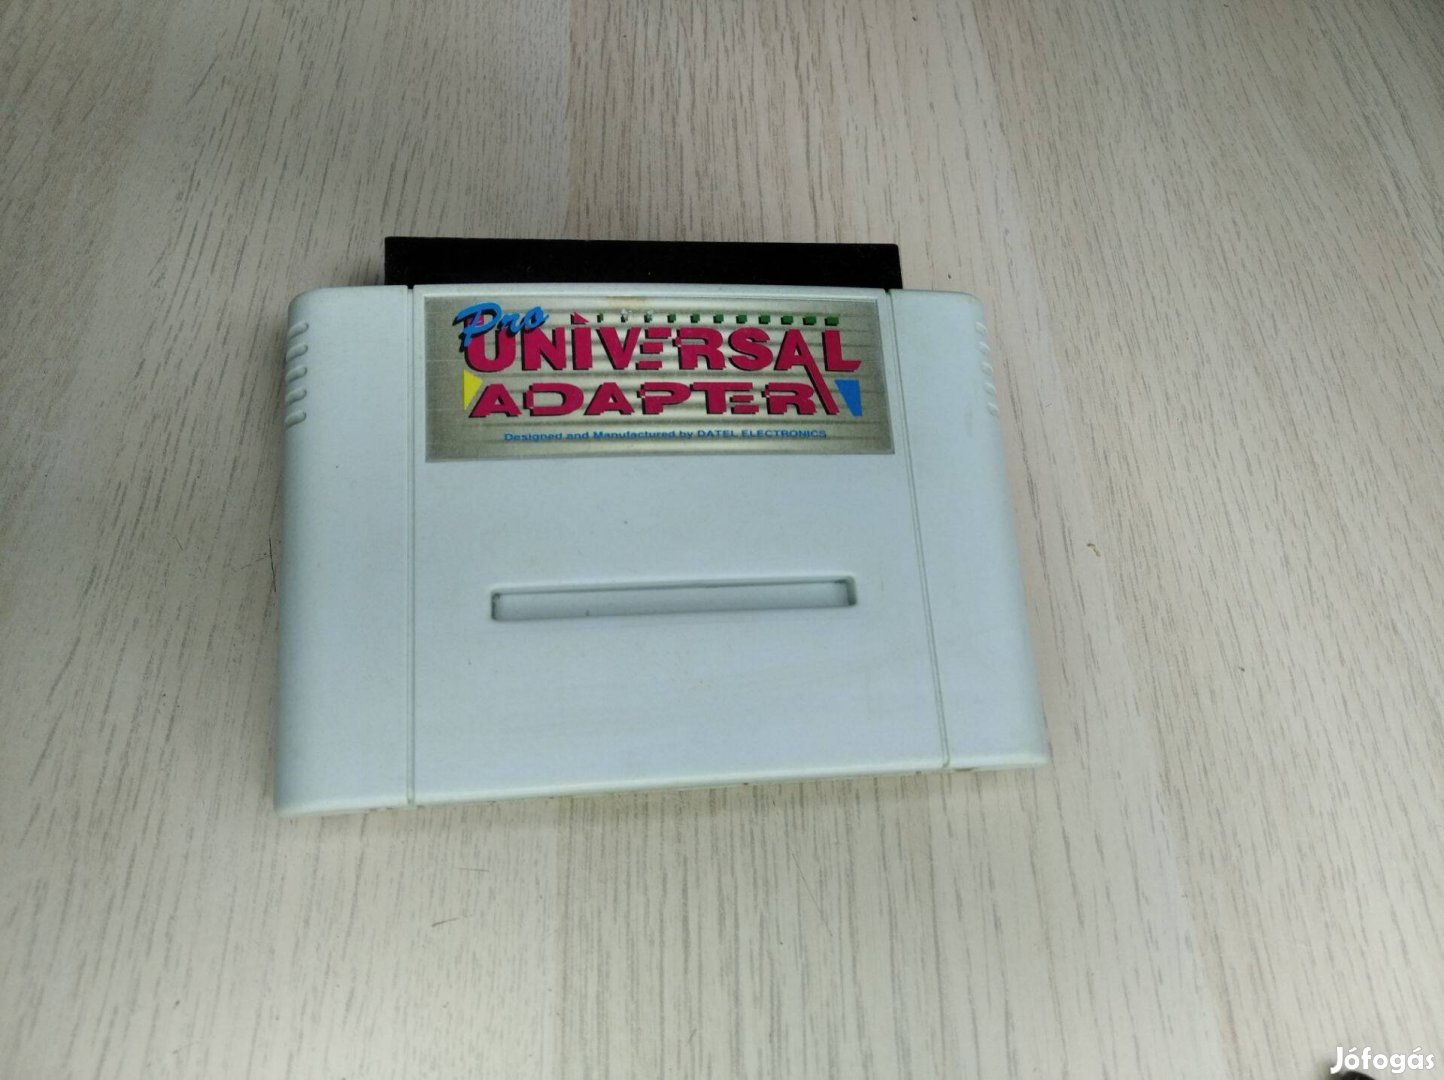 Pro
UNIVERSAL
ADAPTER
Designed and Manufactured by DATEL ELECTRONICS
Jófogás